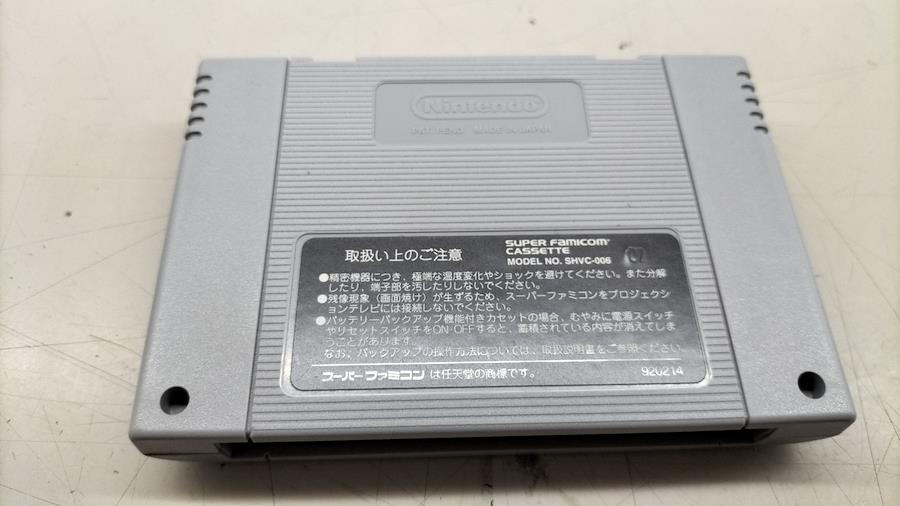 Nintendo
PAT. PEND. MADE IN JAPAN
取扱い上のご注意
SUPER FAMICOM
CASSETTE
MODEL NO. SHVC-006
07
●精密機器につき、極端な温度変化やショックを避けてください。また分解
したり、端子部を汚したりしないでください。
●残像現象（画面焼け）が生ずるため、スーパーファミコンをプロジェクシ
ョンテレビには接続しないでください。
●バッテリーバックアップ機能付きカセットの場合、むやみに電源スイッチ
やリセットスイッチをON・OFFすると、蓄積されている内容が消えてしま
うことがあります。
なお、バックアップの操作方法については、取扱説明書をご参照ください
スーパーファミコンは任天堂の商標です。
920214